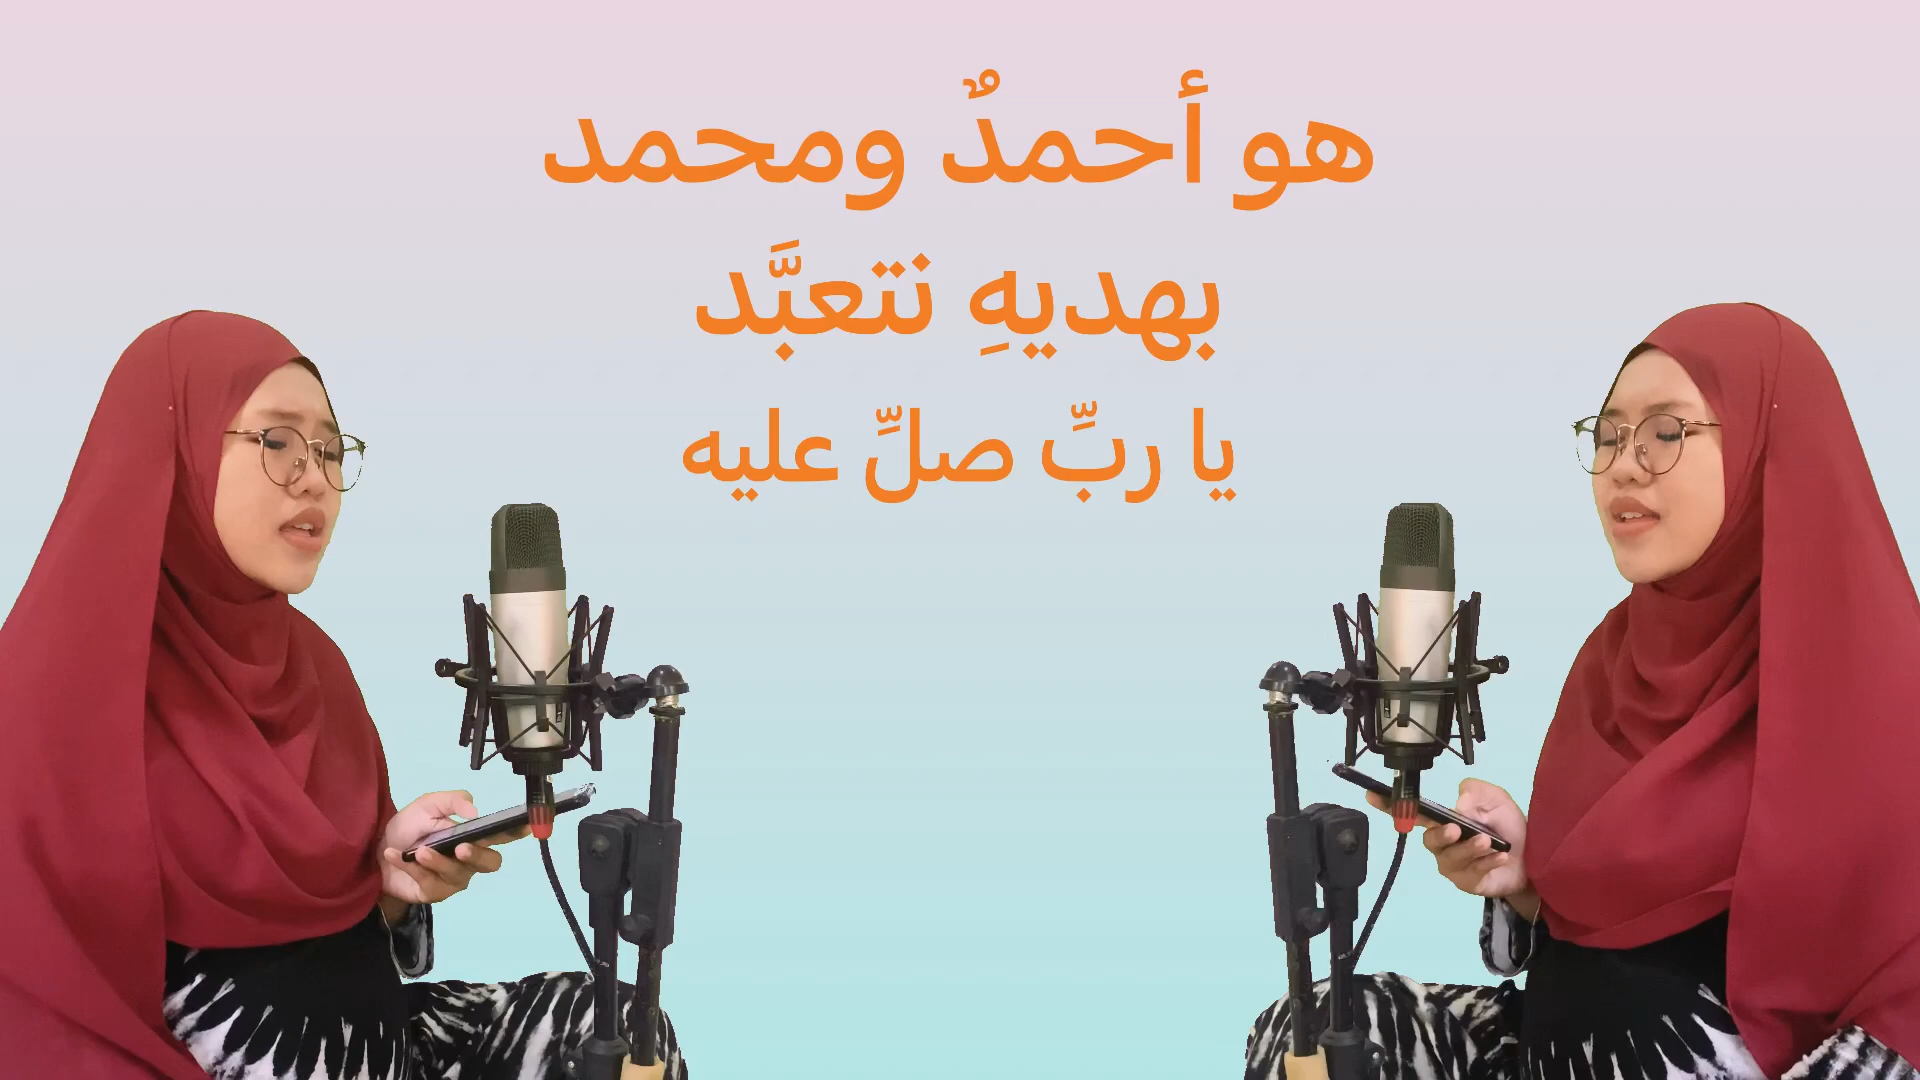 هو أحمدٌ ومحمد
بهديهِ نتعبَّد
يا ربِّ صلِّ عليه